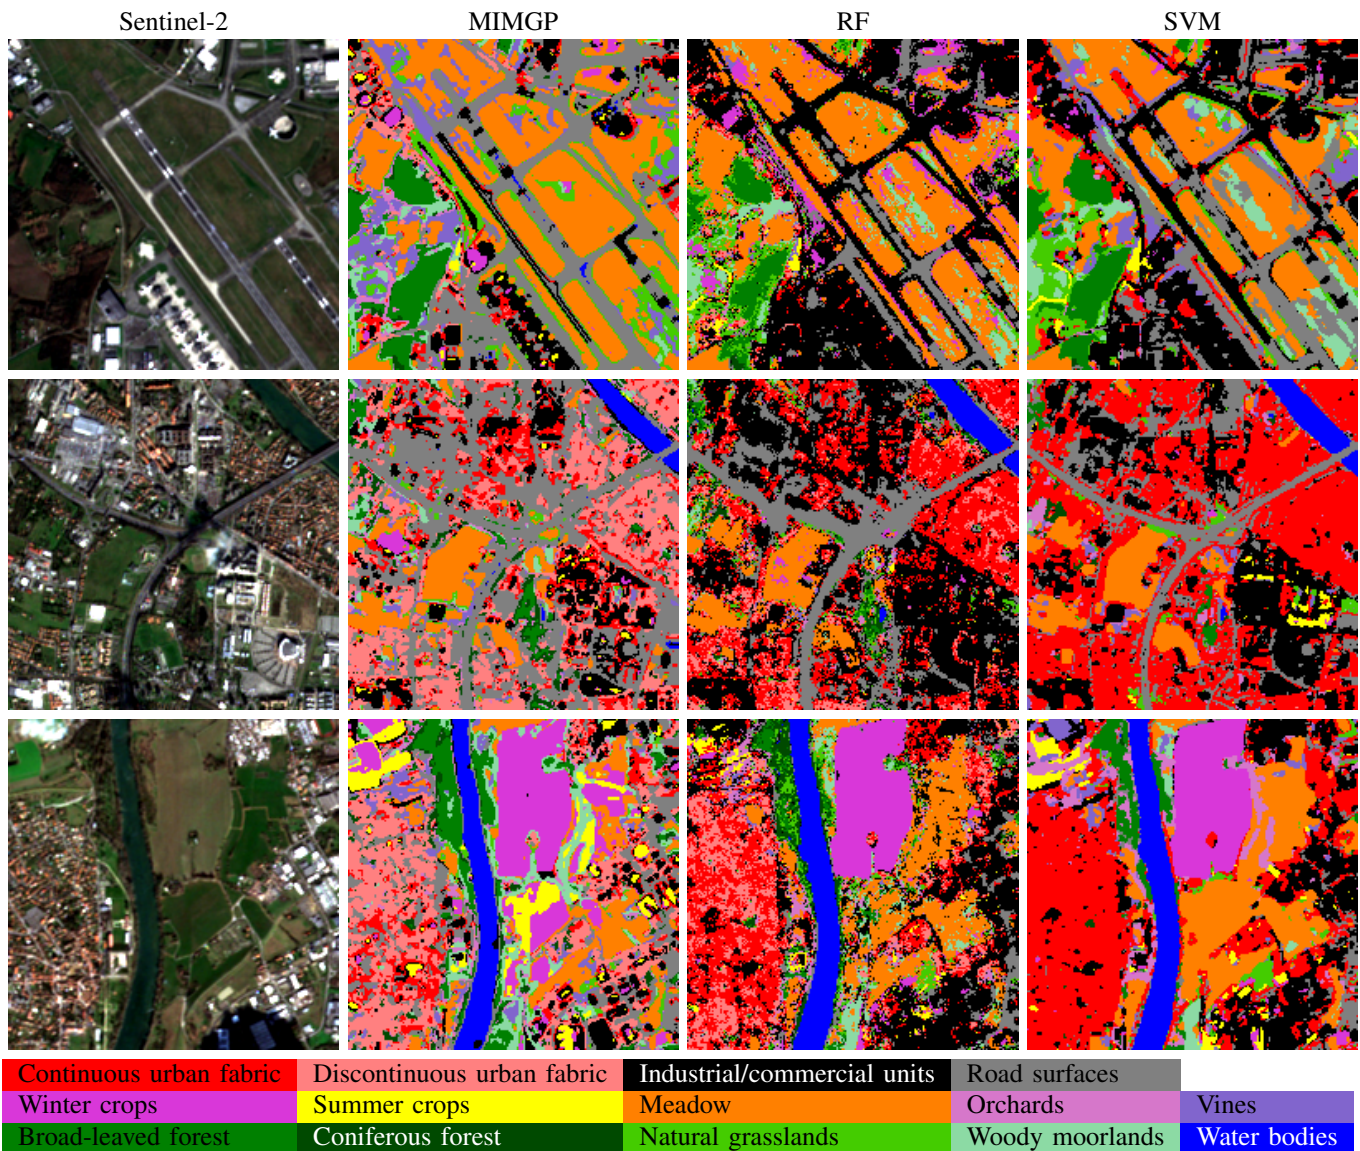 Sentinel-2 MIMGP RF SVM
Continuous urban fabric Discontinuous urban fabric Industrial/commercial units Road surfaces
Winter crops Summer crops Meadow Orchards Vines
Broad-leaved forest Coniferous forest Natural grasslands Woody moorlands Water bodies